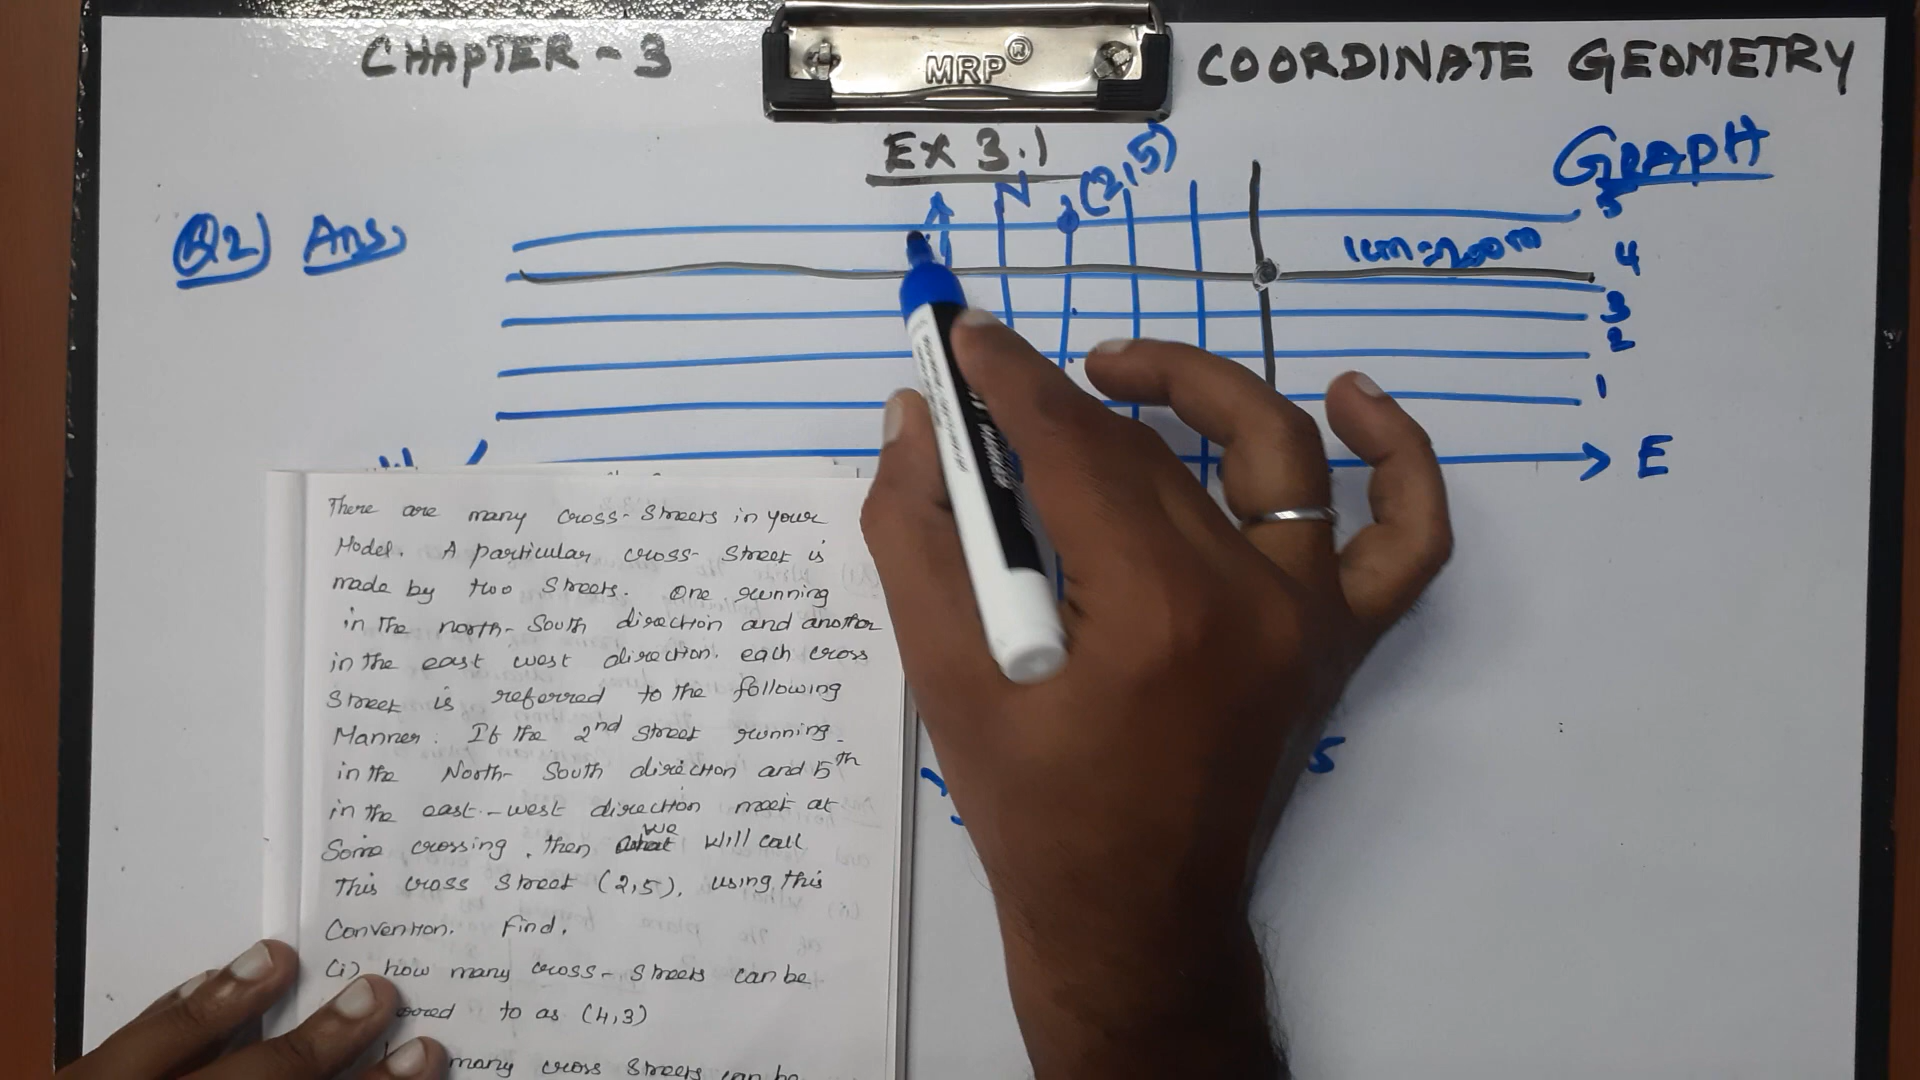 CHAPTER - 3
MRP®
COORDINATE GEOMETRY
EX 3.1
GRAPH
Q2) Ans,
N
(2,5)
5
1cm=200m
4
3
2
1
E
5
There are many cross-streets in your
Model. A particular cross-street is
made by two streets. One running
in the north-South direction and another
in the east west direction. each cross
Street is referred to the following
Manner. If the 2nd street running
in the North-South direction and 5th
in the east-west direction meet at
Some crossing, then we will call
This cross street (2,5), using this
Convention. Find,
(i) how many cross-streets can be
to as (4,3)
many cross streets can be